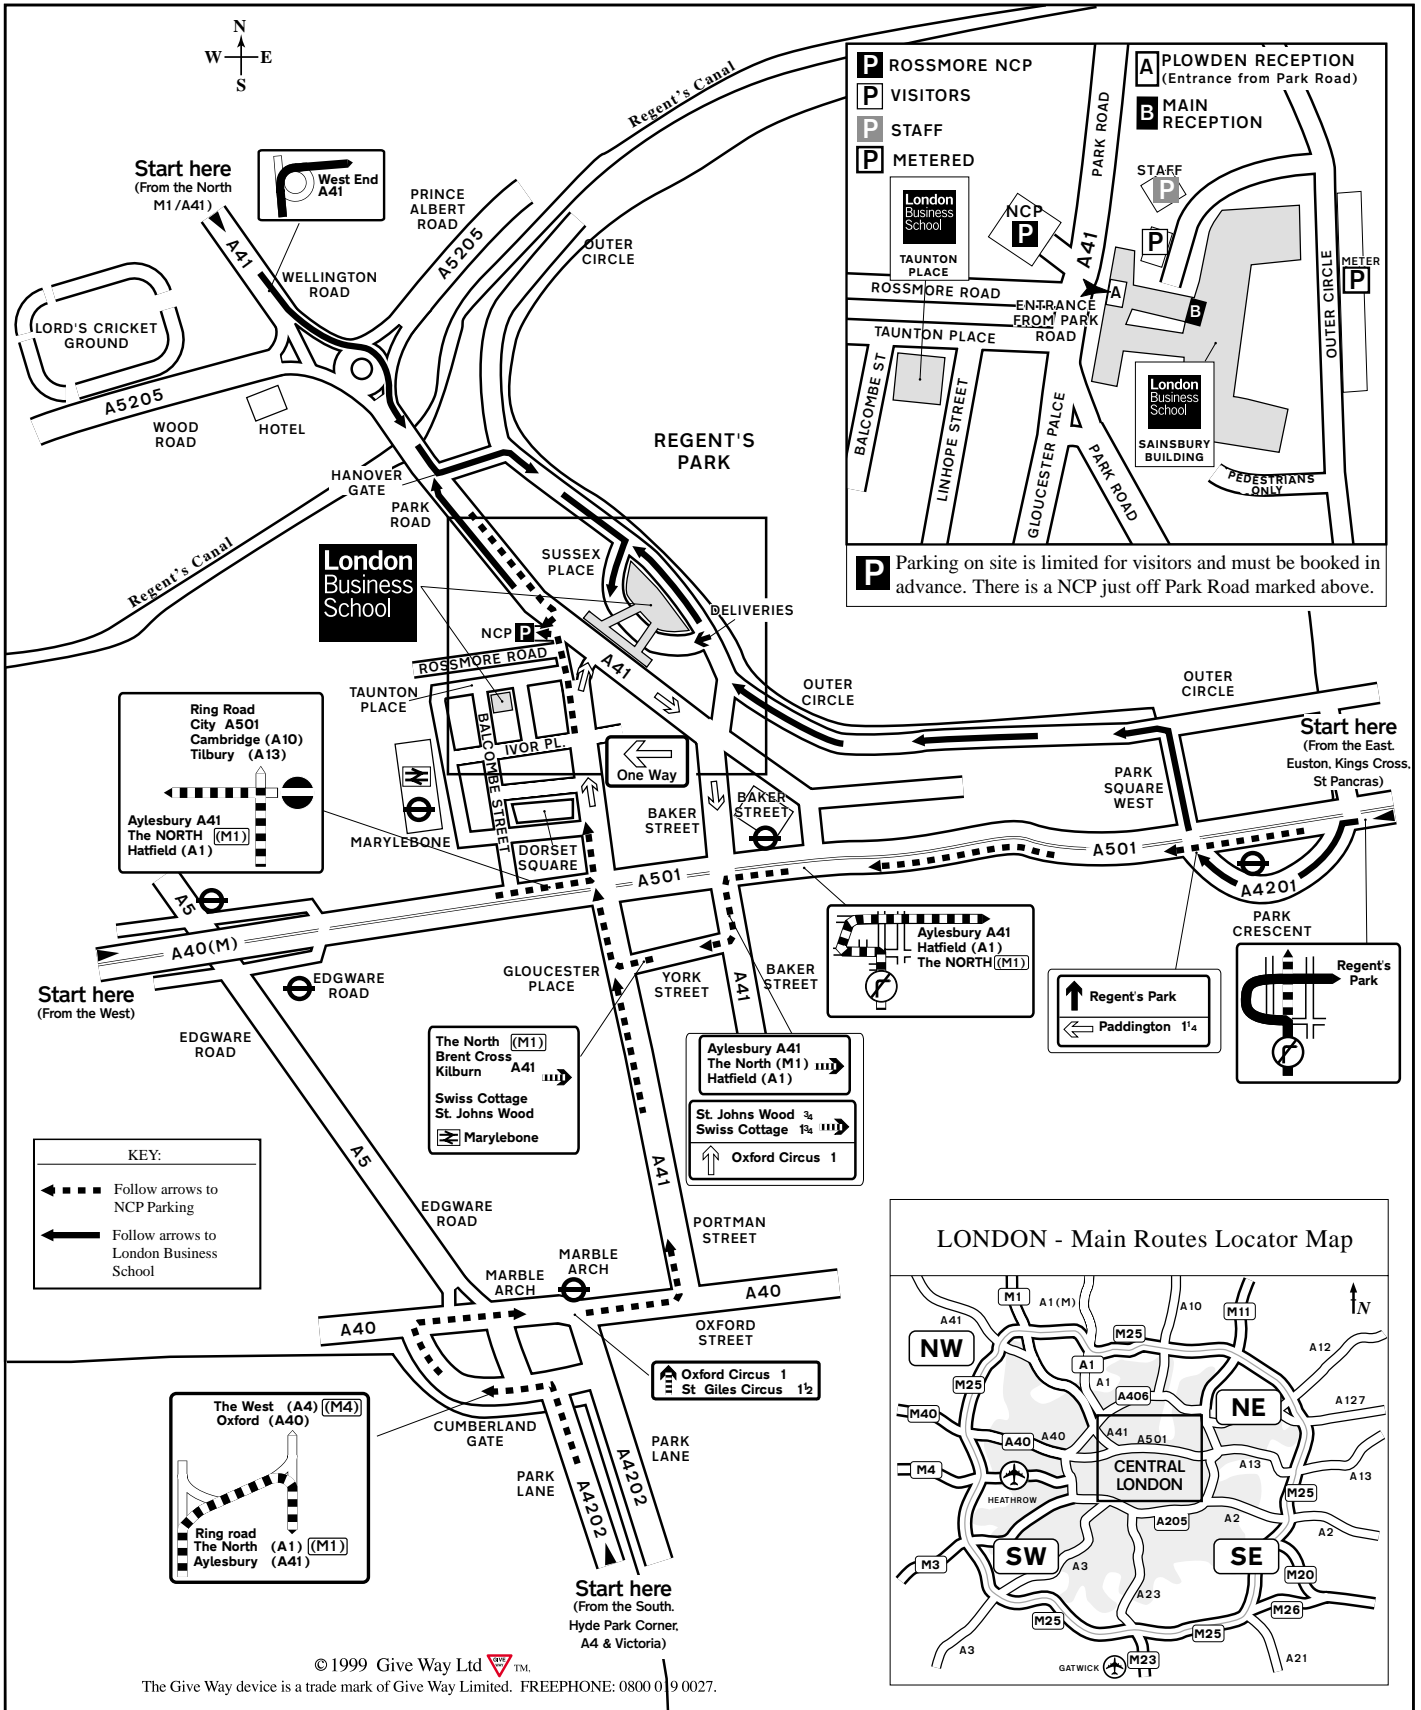 N
W E
S
Regent's Canal
Start here
(From the North
M1/A41)
West End
A41
PRINCE
ALBERT
ROAD
A5205
OUTER
CIRCLE
A41
WELLINGTON
ROAD
LORD'S CRICKET
GROUND
A5205
WOOD
ROAD
HOTEL
HANOVER
GATE
PARK
ROAD
REGENT'S
PARK
Regent's Canal
London
Business
School
SUSSEX
PLACE
DELIVERIES
NCP P
ROSSMORE ROAD
A41
TAUNTON
PLACE
BALCOMBE STREET
IVOR PL.
One Way
OUTER
CIRCLE
OUTER
CIRCLE
P ROSSMORE NCP
P VISITORS
P STAFF
P METERED
A PLOWDEN RECEPTION
(Entrance from Park Road)
B MAIN
RECEPTION
PARK ROAD
STAFF
P
NCP
P
P
London
Business
School
TAUNTON
PLACE
A41
ROSSMORE ROAD
ENTRANCE
FROM PARK
ROAD
A
B
TAUNTON PLACE
OUTER CIRCLE
METER
P
BALCOMBE ST
LINHOPE STREET
GLOUCESTER PALCE
PARK ROAD
London
Business
School
SAINSBURY
BUILDING
PEDESTRIANS
ONLY
P Parking on site is limited for visitors and must be booked in
advance. There is a NCP just off Park Road marked above.
Ring Road
City A501
Cambridge (A10)
Tilbury (A13)
Aylesbury A41
The NORTH (M1)
Hatfield (A1)
MARYLEBONE
DORSET
SQUARE
BAKER
STREET
BAKER
STREET
PARK
SQUARE
WEST
Start here
(From the East.
Euston, Kings Cross,
St Pancras)
A501
A501
A4201
PARK
CRESCENT
A5
A40(M)
Start here
(From the West)
EDGWARE
ROAD
EDGWARE
ROAD
GLOUCESTER
PLACE
YORK
STREET
A41
BAKER
STREET
Aylesbury A41
Hatfield (A1)
The NORTH (M1)
Regent's Park
Paddington 1¼
Regent's
Park
The North (M1)
Brent Cross
Kilburn A41
Swiss Cottage
St. Johns Wood
Marylebone
Aylesbury A41
The North (M1)
Hatfield (A1)
St. Johns Wood ¾
Swiss Cottage 1¾
Oxford Circus 1
KEY:
Follow arrows to
NCP Parking
Follow arrows to
London Business
School
A5
A41
EDGWARE
ROAD
PORTMAN
STREET
MARBLE
ARCH
MARBLE
ARCH
A40
A40
OXFORD
STREET
Oxford Circus 1
St Giles Circus 1½
The West (A4) (M4)
Oxford (A40)
Ring road
The North (A1) (M1)
Aylesbury (A41)
CUMBERLAND
GATE
PARK
LANE
PARK
LANE
A4202
A4202
Start here
(From the South.
Hyde Park Corner,
A4 & Victoria)
LONDON - Main Routes Locator Map
N
M1
A1(M)
A10
M11
A41
M25
A12
NW
A1
A1
M25
A406
NE
A127
M40
A40
A40
A41
A501
CENTRAL
LONDON
A13
A13
M4
HEATHROW
M25
A205
A2
A2
SW
SE
M3
A3
A23
M20
M26
M25
M25
A3
M23
A21
GATWICK
© 1999 Give Way Ltd GIVE WAY TM.
The Give Way device is a trade mark of Give Way Limited. FREEPHONE: 0800 019 0027.